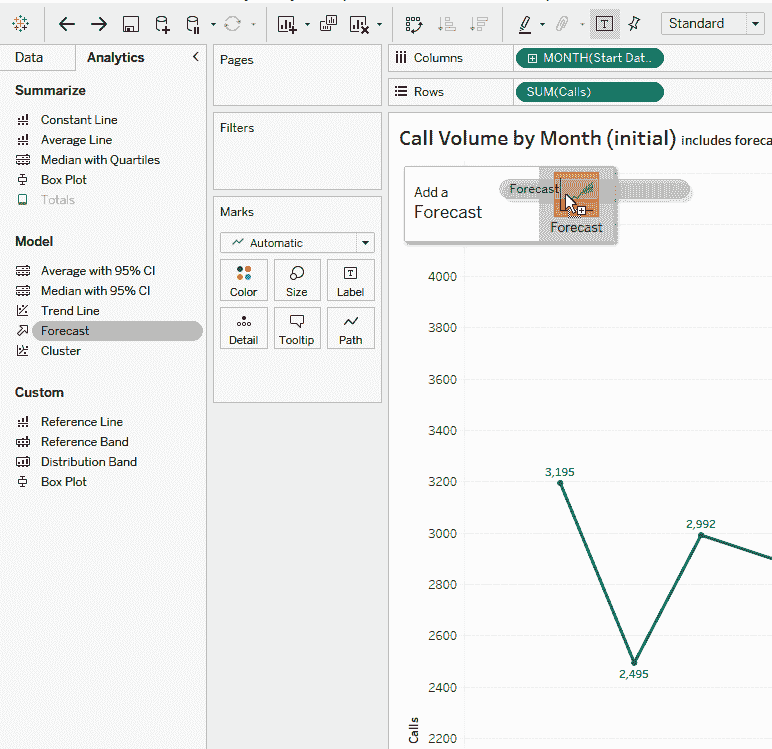 Standard
Data
Analytics
Pages
Columns
MONTH(Start Dat..
Rows
SUM(Calls)
Summarize
Constant Line
Average Line
Median with Quartiles
Box Plot
Totals
Model
Average with 95% CI
Median with 95% CI
Trend Line
Forecast
Cluster
Custom
Reference Line
Reference Band
Distribution Band
Box Plot
Filters
Marks
Automatic
Color
Size
Label
Detail
Tooltip
Path
Call Volume by Month (initial) includes foreca
Add a
Forecast
Forecast
Forecast
4000
3800
3600
3400
3,195
3200
2,992
3000
2800
2600
2,495
2400
2200
Calls